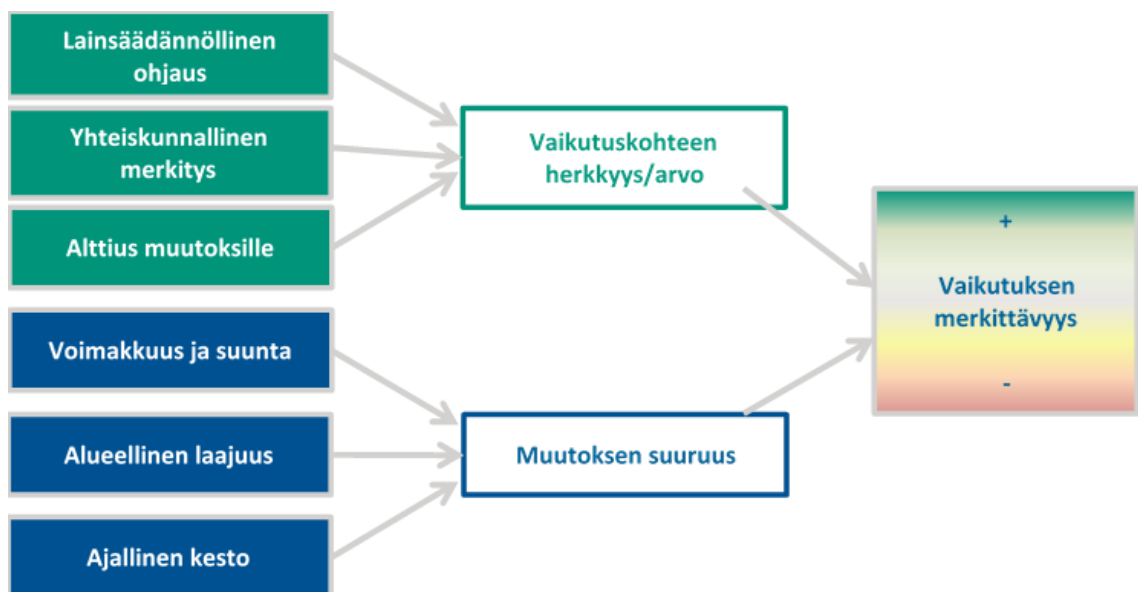 Lainsäädännöllinen
ohjaus
Yhteiskunnallinen
merkitys
Alttius muutoksille
Voimakkuus ja suunta
Alueellinen laajuus
Ajallinen kesto
Vaikutuskohteen
herkkyys/arvo
Muutoksen suuruus
+
Vaikutuksen
merkittävyys
-